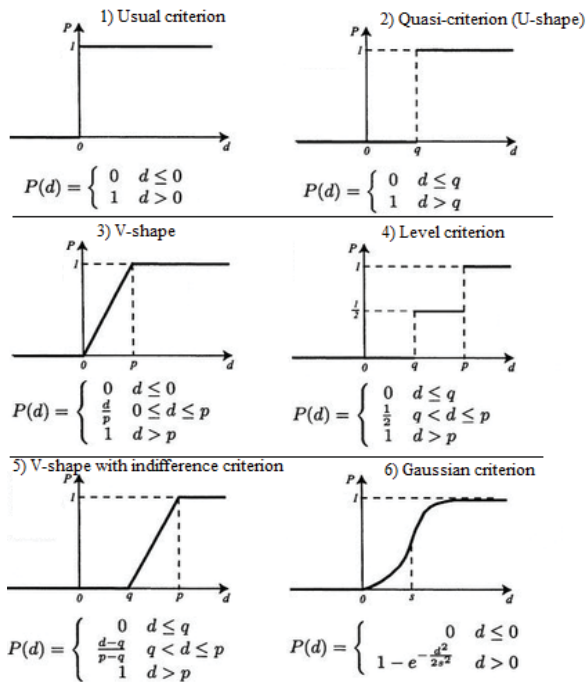 1) Usual criterion
P
1
0
d
P(d) = { 0 d ≤ 0
1 d > 0
2) Quasi-criterion (U-shape)
P
1
0
q
d
P(d) = { 0 d ≤ q
1 d > q
3) V-shape
P
1
0
p
d
P(d) = { 0 d ≤ 0
d/p 0 ≤ d ≤ p
1 d > p
4) Level criterion
P
1
1/2
0
q
p
d
P(d) = { 0 d ≤ q
1/2 q < d ≤ p
1 d > p
5) V-shape with indifference criterion
P
1
0
q
p
d
P(d) = { 0 d ≤ q
d-q/p-q q < d ≤ p
1 d > p
6) Gaussian criterion
P
1
0
s
d
P(d) = { 0 d ≤ 0
1 - e^{-d²/2s²} d > 0